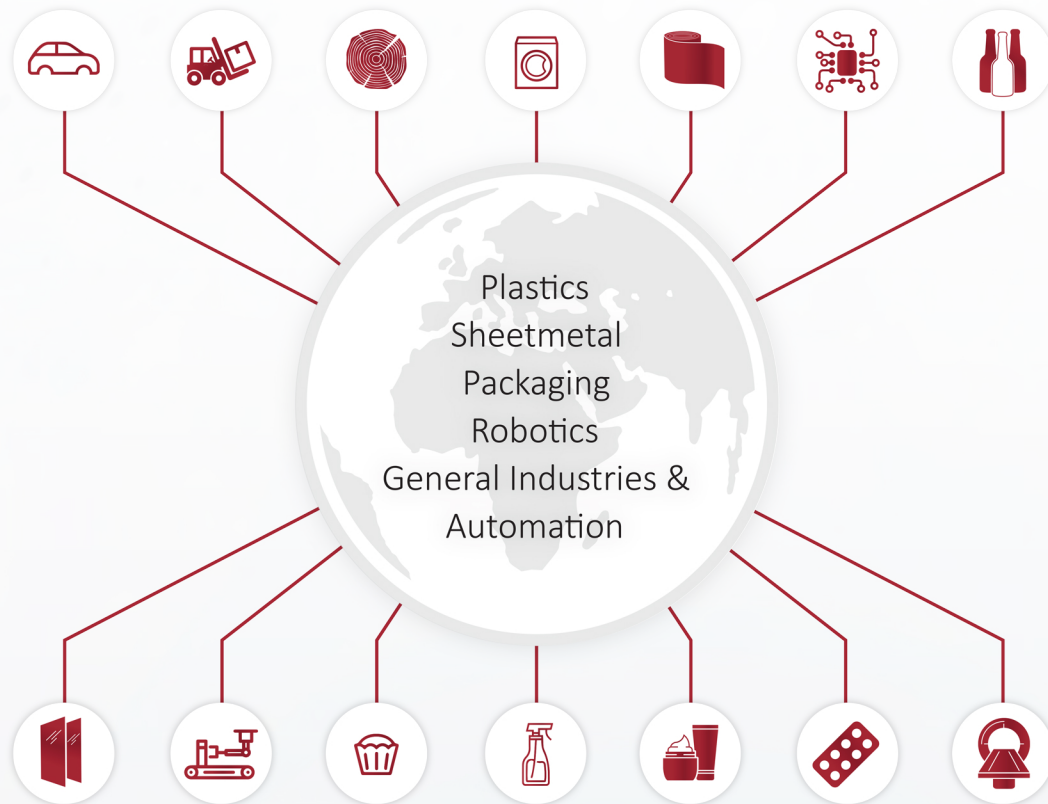 Plastics
Sheetmetal
Packaging
Robotics
General Industries &
Automation